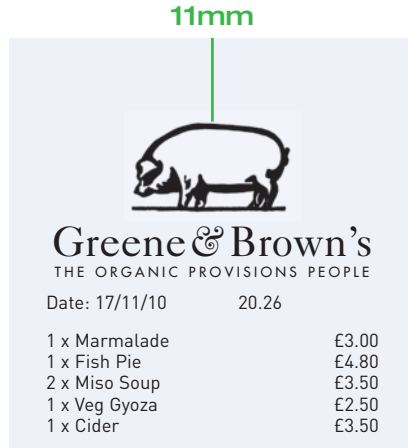 11mm
Greene & Brown's
THE ORGANIC PROVISIONS PEOPLE
Date: 17/11/10 20.26
1 x Marmalade £3.00
1 x Fish Pie £4.80
2 x Miso Soup £3.50
1 x Veg Gyoza £2.50
1 x Cider £3.50